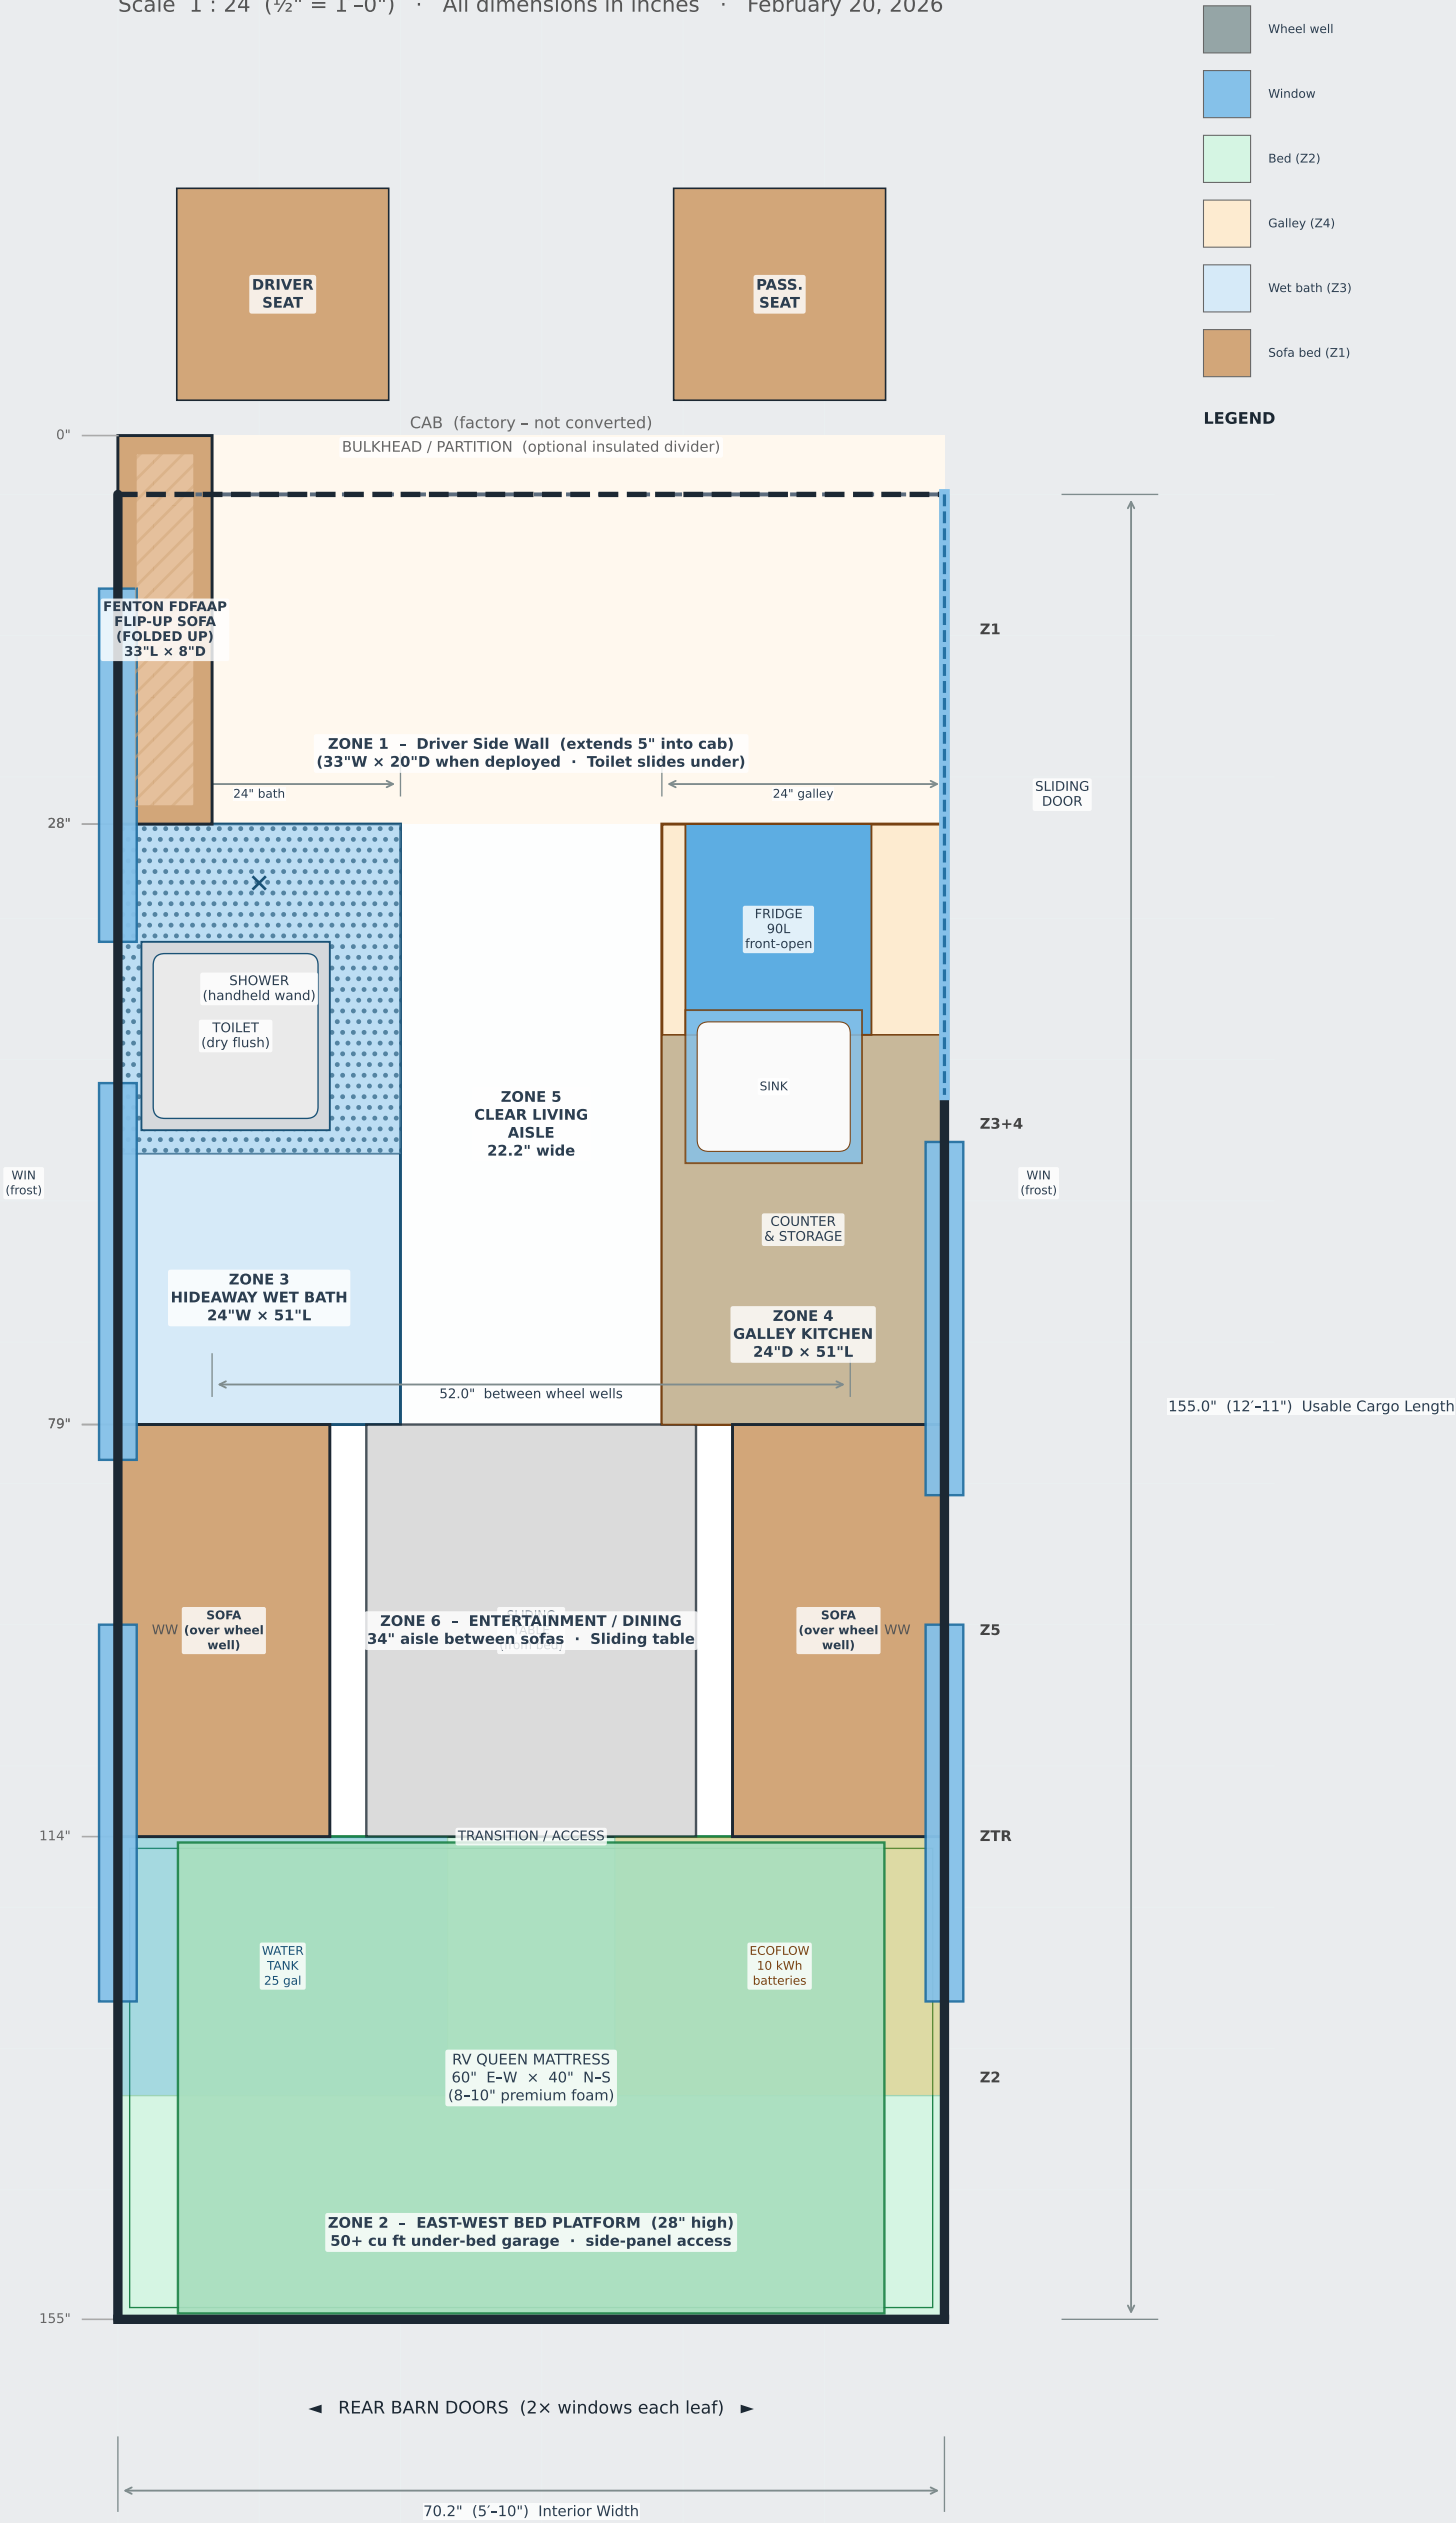 Scale 1 : 24 (½" = 1′–0") · All dimensions in inches · February 20, 2026
Wheel well
Window
Bed (Z2)
Galley (Z4)
Wet bath (Z3)
Sofa bed (Z1)
LEGEND
DRIVER
SEAT
PASS.
SEAT
CAB (factory – not converted)
0"
BULKHEAD / PARTITION (optional insulated divider)
FENTON FDFAAP
FLIP-UP SOFA
(FOLDED UP)
33"L × 8"D
Z1
ZONE 1 – Driver Side Wall (extends 5" into cab)
(33"W × 20"D when deployed · Toilet slides under)
24" bath
24" galley
SLIDING
DOOR
28"
FRIDGE
90L
front-open
SHOWER
(handheld wand)
TOILET
(dry flush)
SINK
ZONE 5
CLEAR LIVING
AISLE
22.2" wide
Z3+4
WIN
(frost)
WIN
(frost)
COUNTER
& STORAGE
ZONE 3
HIDEAWAY WET BATH
24"W × 51"L
ZONE 4
GALLEY KITCHEN
24"D × 51"L
52.0" between wheel wells
155.0" (12′–11") Usable Cargo Length
79"
WW
SOFA
(over wheel
well)
ZONE 6 – ENTERTAINMENT / DINING
34" aisle between sofas · Sliding table
SOFA
(over wheel
well)
WW
Z5
114"
TRANSITION / ACCESS
ZTR
WATER
TANK
25 gal
ECOFLOW
10 kWh
batteries
RV QUEEN MATTRESS
60" E–W × 40" N–S
(8–10" premium foam)
Z2
ZONE 2 – EAST-WEST BED PLATFORM (28" high)
50+ cu ft under-bed garage · side-panel access
155"
◄ REAR BARN DOORS (2× windows each leaf) ►
70.2" (5′–10") Interior Width